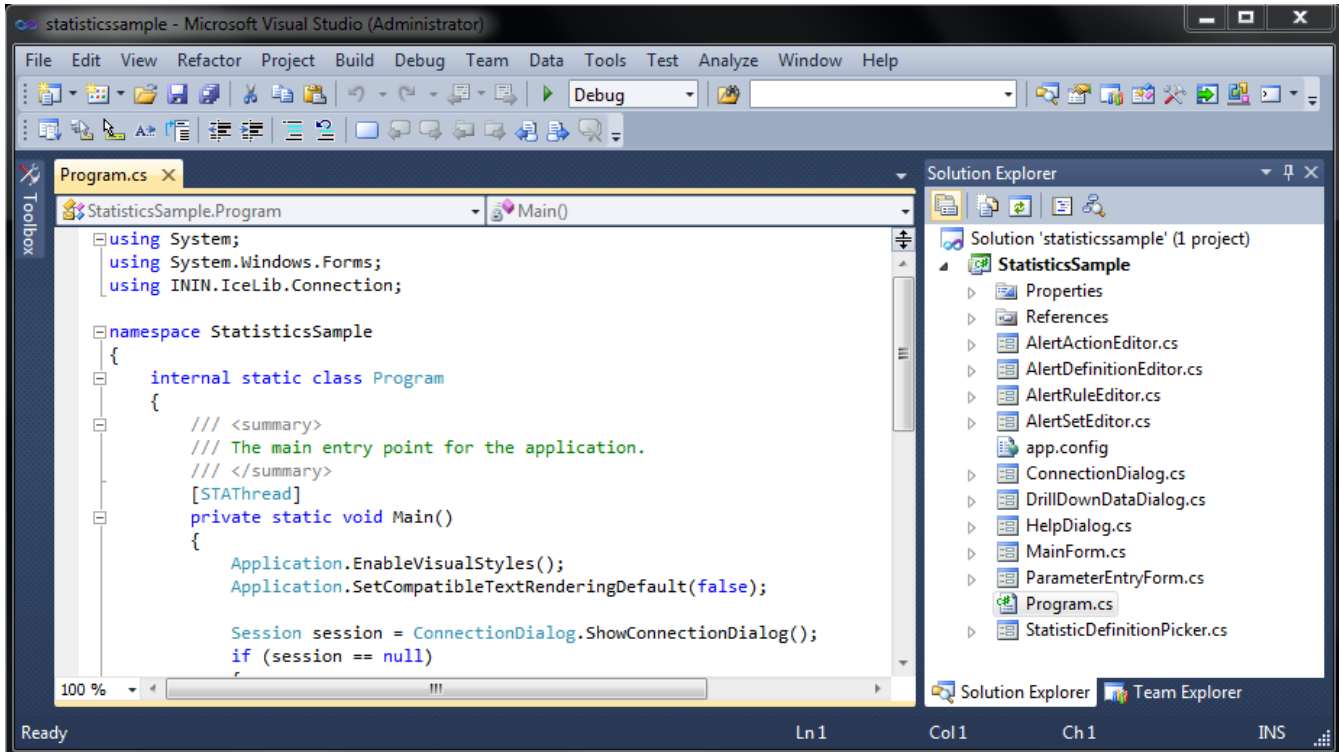 statisticssample - Microsoft Visual Studio (Administrator)
File Edit View Refactor Project Build Debug Team Data Tools Test Analyze Window Help
Debug
Toolbox
Program.cs
StatisticsSample.Program
Main()
using System;
using System.Windows.Forms;
using ININ.IceLib.Connection;
namespace StatisticsSample
{
internal static class Program
{
/// <summary>
/// The main entry point for the application.
/// </summary>
[STAThread]
private static void Main()
{
Application.EnableVisualStyles();
Application.SetCompatibleTextRenderingDefault(false);
Session session = ConnectionDialog.ShowConnectionDialog();
if (session == null)
100 %
Solution Explorer
Solution 'statisticssample' (1 project)
StatisticsSample
Properties
References
AlertActionEditor.cs
AlertDefinitionEditor.cs
AlertRuleEditor.cs
AlertSetEditor.cs
app.config
ConnectionDialog.cs
DrillDownDataDialog.cs
HelpDialog.cs
MainForm.cs
ParameterEntryForm.cs
Program.cs
StatisticDefinitionPicker.cs
Solution Explorer Team Explorer
Ready Ln 1 Col 1 Ch 1 INS